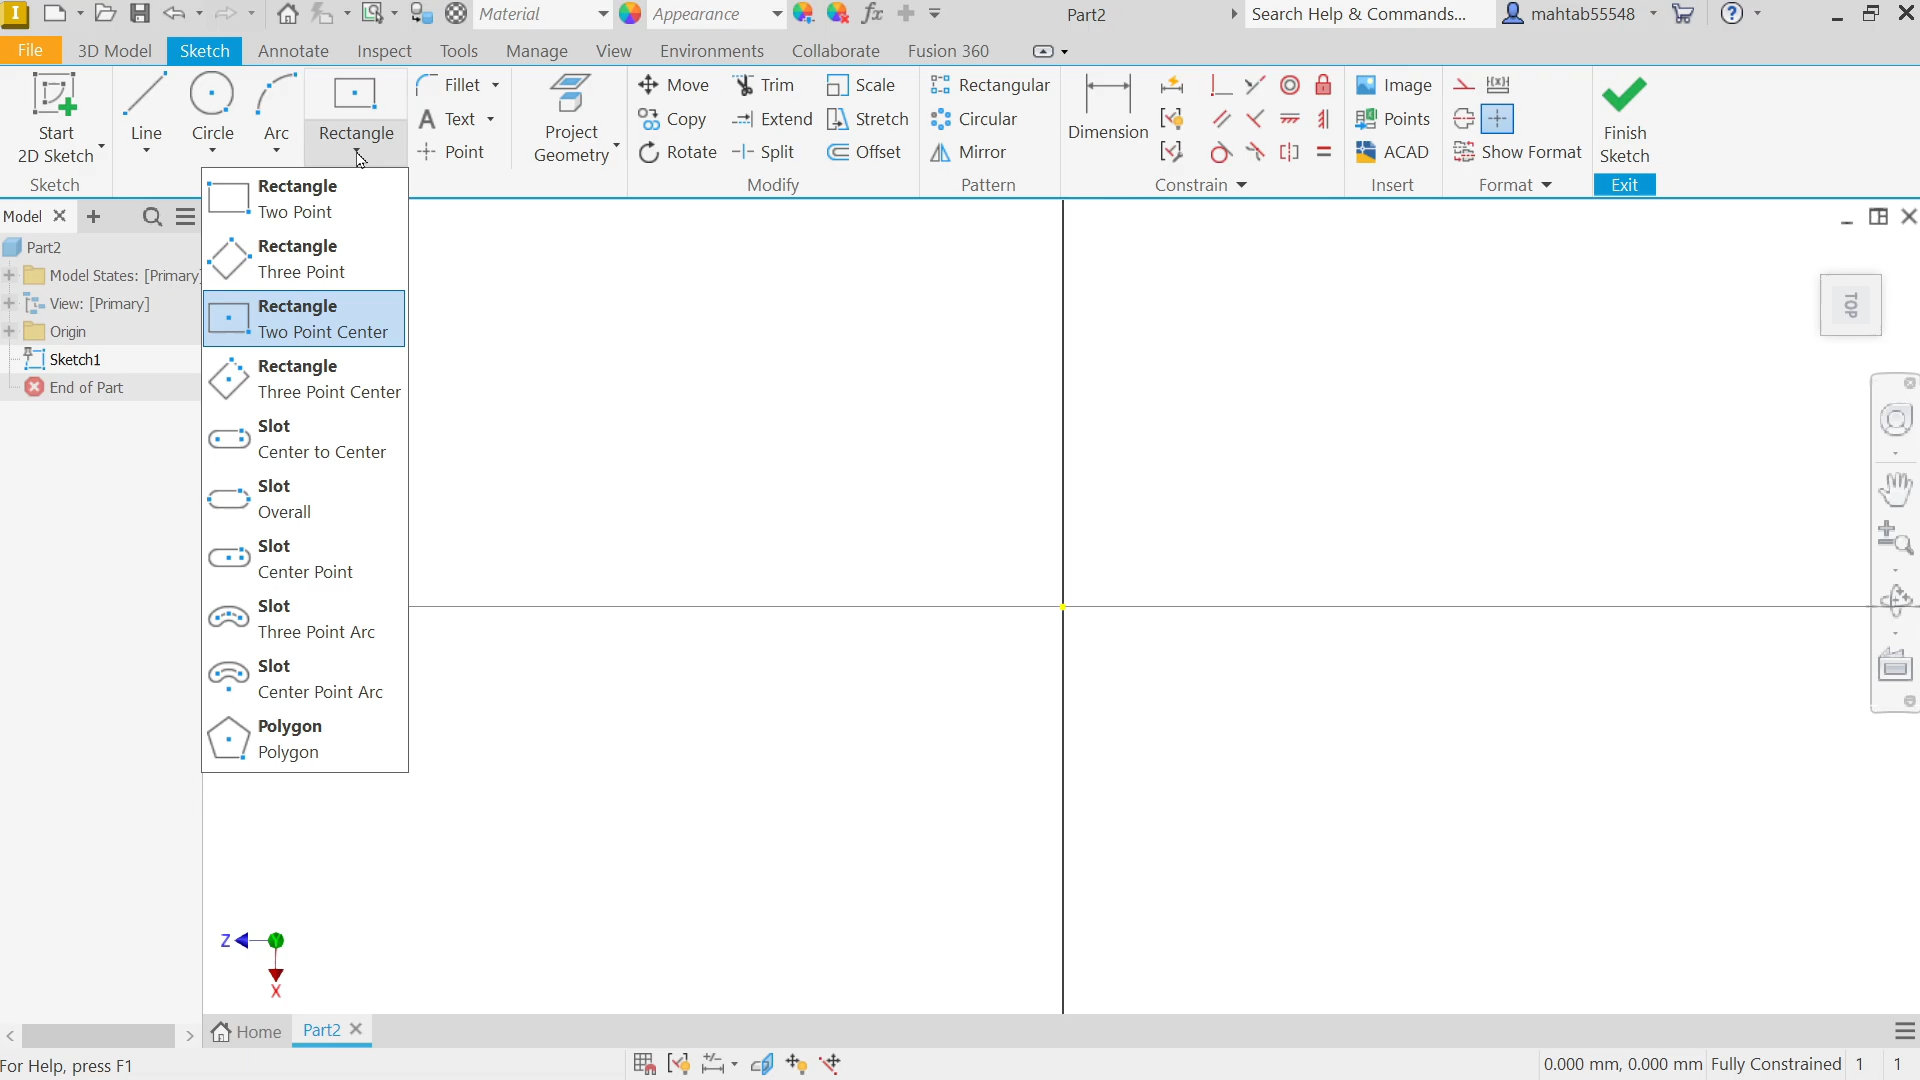 I Material Appearance fx Part2 Search Help & Commands... mahtab55548
File 3D Model Sketch Annotate Inspect Tools Manage View Environments Collaborate Fusion 360
Start 2D Sketch
Line
Circle
Arc
Rectangle
Fillet
Text
Point
Project Geometry
Move Trim Scale
Copy Extend Stretch
Rotate Split Offset
Rectangular
Circular
Mirror
Dimension
Image
Points
ACAD
Show Format
Finish Sketch
Sketch Modify Pattern Constrain Insert Format Exit
Model
Part2
Model States: [Primary]
View: [Primary]
Origin
Sketch1
End of Part
Rectangle
Two Point
Rectangle
Three Point
Rectangle
Two Point Center
Rectangle
Three Point Center
Slot
Center to Center
Slot
Overall
Slot
Center Point
Slot
Three Point Arc
Slot
Center Point Arc
Polygon
Polygon
TOP
Z
X
Home Part2
For Help, press F1
0.000 mm, 0.000 mm Fully Constrained 1 1